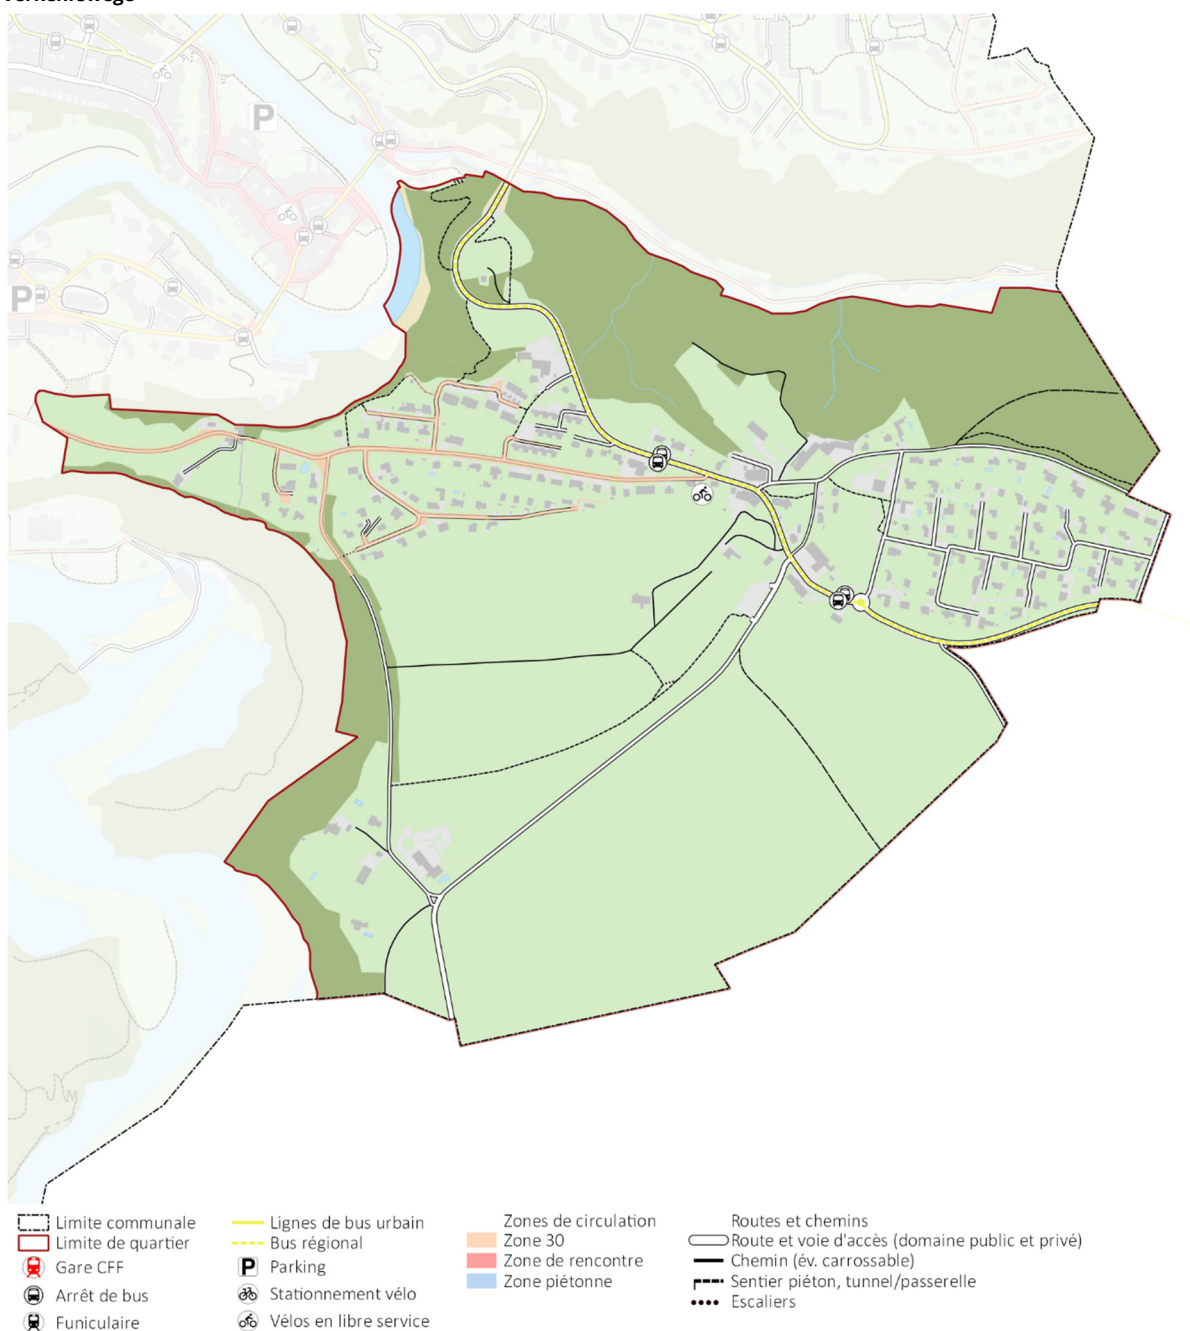 P
P
Limite communale
Limite de quartier
Gare CFF
Arrêt de bus
Funiculaire
Lignes de bus urbain
Bus régional
P Parking
Stationnement vélo
Vélos en libre service
Zones de circulation
Zone 30
Zone de rencontre
Zone piétonne
Routes et chemins
Route et voie d'accès (domaine public et privé)
Chemin (év. carrossable)
Sentier piéton, tunnel/passerelle
Escaliers